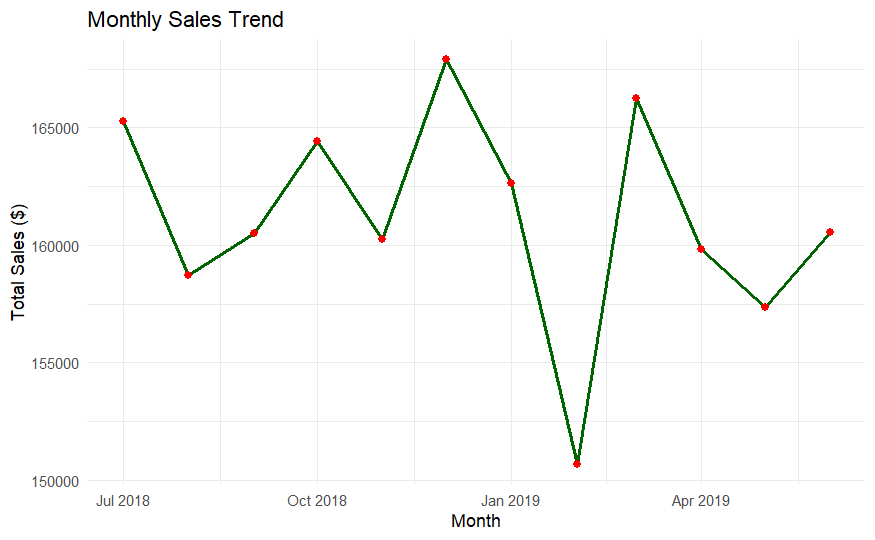 Monthly Sales Trend
Total Sales ($)
165000
160000
155000
150000
Jul 2018 Oct 2018 Jan 2019 Apr 2019
Month